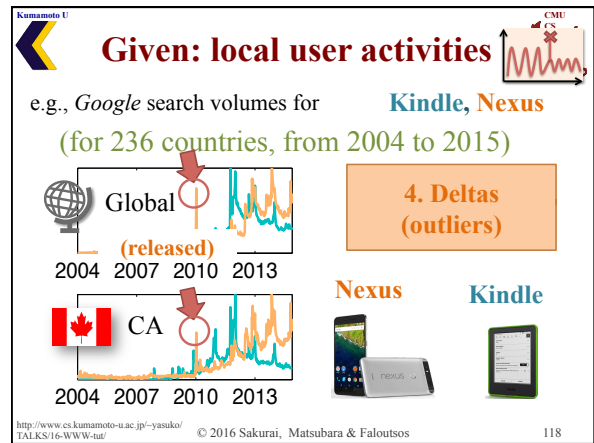 Kumamoto U
CMU
CS
Given: local user activities
e.g., Google search volumes for Kindle, Nexus
(for 236 countries, from 2004 to 2015)
Global
(released)
2004 2007 2010 2013
4. Deltas
(outliers)
CA
2004 2007 2010 2013
Nexus
Kindle
nexus
http://www.cs.kumamoto-u.ac.jp/~yasuko/
TALKS/16-WWW-tut/
© 2016 Sakurai, Matsubara & Faloutsos
118